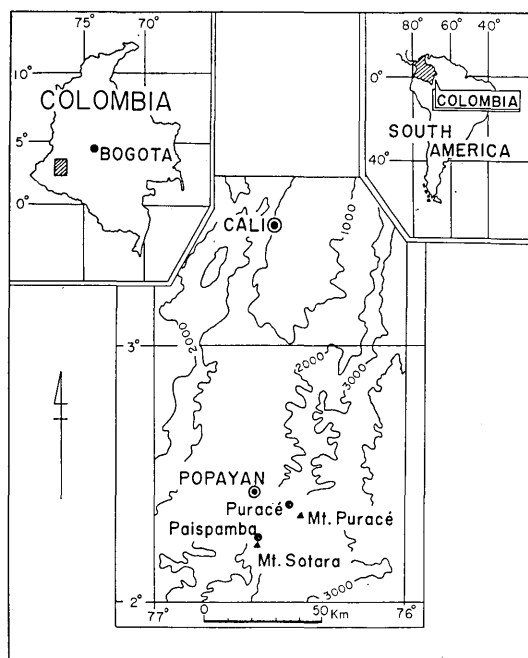 75° 70°
10°
COLOMBIA
5°
BOGOTA
0°
80° 60° 40°
0°
COLOMBIA
SOUTH
AMERICA
40°
CALI
1000
2000
3°
2000
3000
POPAYAN
Puracé
Mt. Puracé
Paispamba
Mt. Sotara
3000
2°
77° 0 50 Km 76°